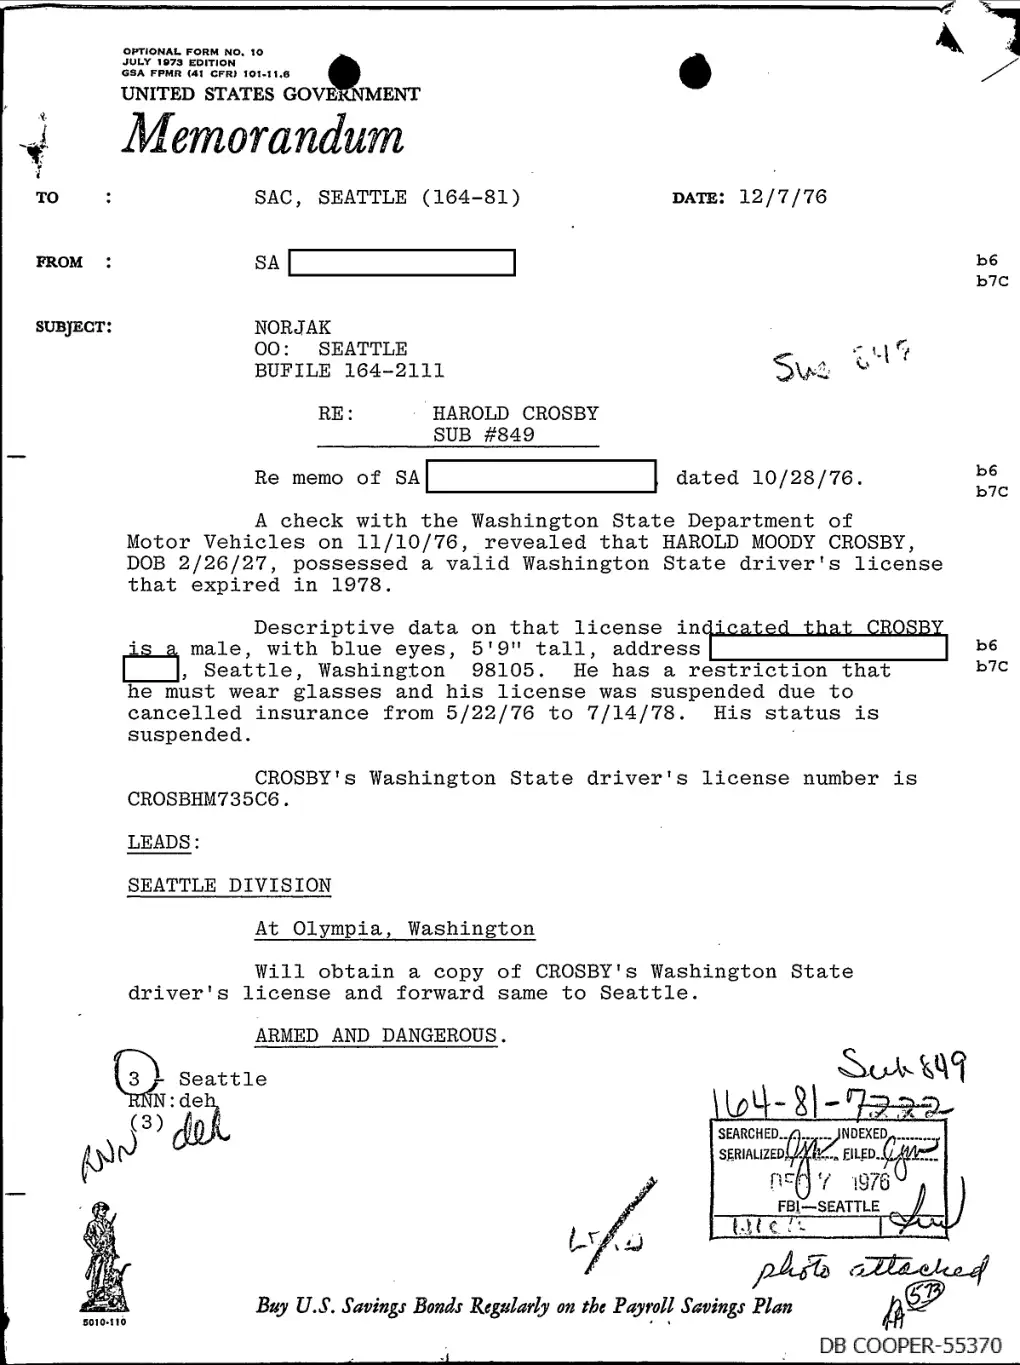 OPTIONAL FORM NO. 10
JULY 1973 EDITION
GSA FPMR (41 CFR) 101-11.6
UNITED STATES GOVERNMENT
Memorandum
TO : SAC, SEATTLE (164-81) DATE: 12/7/76
FROM : SA b6
b7C
SUBJECT: NORJAK
OO: SEATTLE
BUFILE 164-2111
Sub 849
RE: HAROLD CROSBY
SUB #849
Re memo of SA , dated 10/28/76. b6
b7C
A check with the Washington State Department of
Motor Vehicles on 11/10/76, revealed that HAROLD MOODY CROSBY,
DOB 2/26/27, possessed a valid Washington State driver's license
that expired in 1978.
Descriptive data on that license indicated that CROSBY
is a male, with blue eyes, 5'9" tall, address b6
, Seattle, Washington 98105. He has a restriction that b7C
he must wear glasses and his license was suspended due to
cancelled insurance from 5/22/76 to 7/14/78. His status is
suspended.
CROSBY's Washington State driver's license number is
CROSBHM735C6.
LEADS:
SEATTLE DIVISION
At Olympia, Washington
Will obtain a copy of CROSBY's Washington State
driver's license and forward same to Seattle.
ARMED AND DANGEROUS.
3 - Seattle
RNN:deh
(3)
RNN deh
Sub 849
164-81-7222
SEARCHED INDEXED
SERIALIZED FILED
DEC 7 1976
FBI—SEATTLE
photo attached
573
5010-110
Buy U.S. Savings Bonds Regularly on the Payroll Savings Plan
DB COOPER-55370